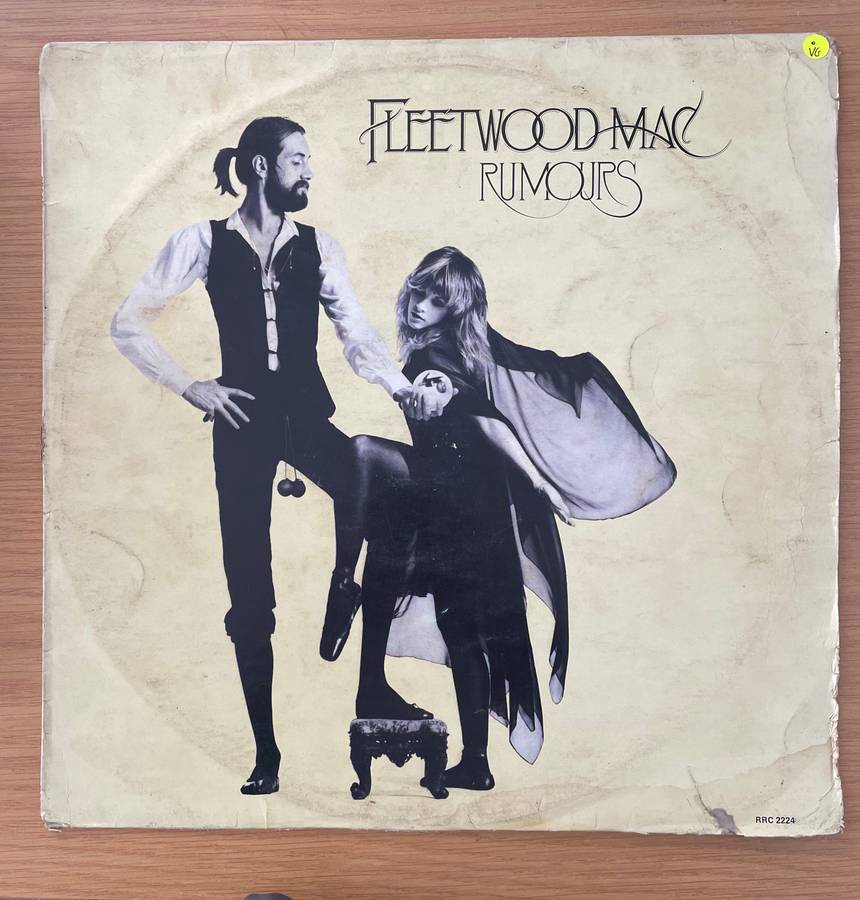 VG
FLEETWOOD MAC
RUMOURS
RRC 2224